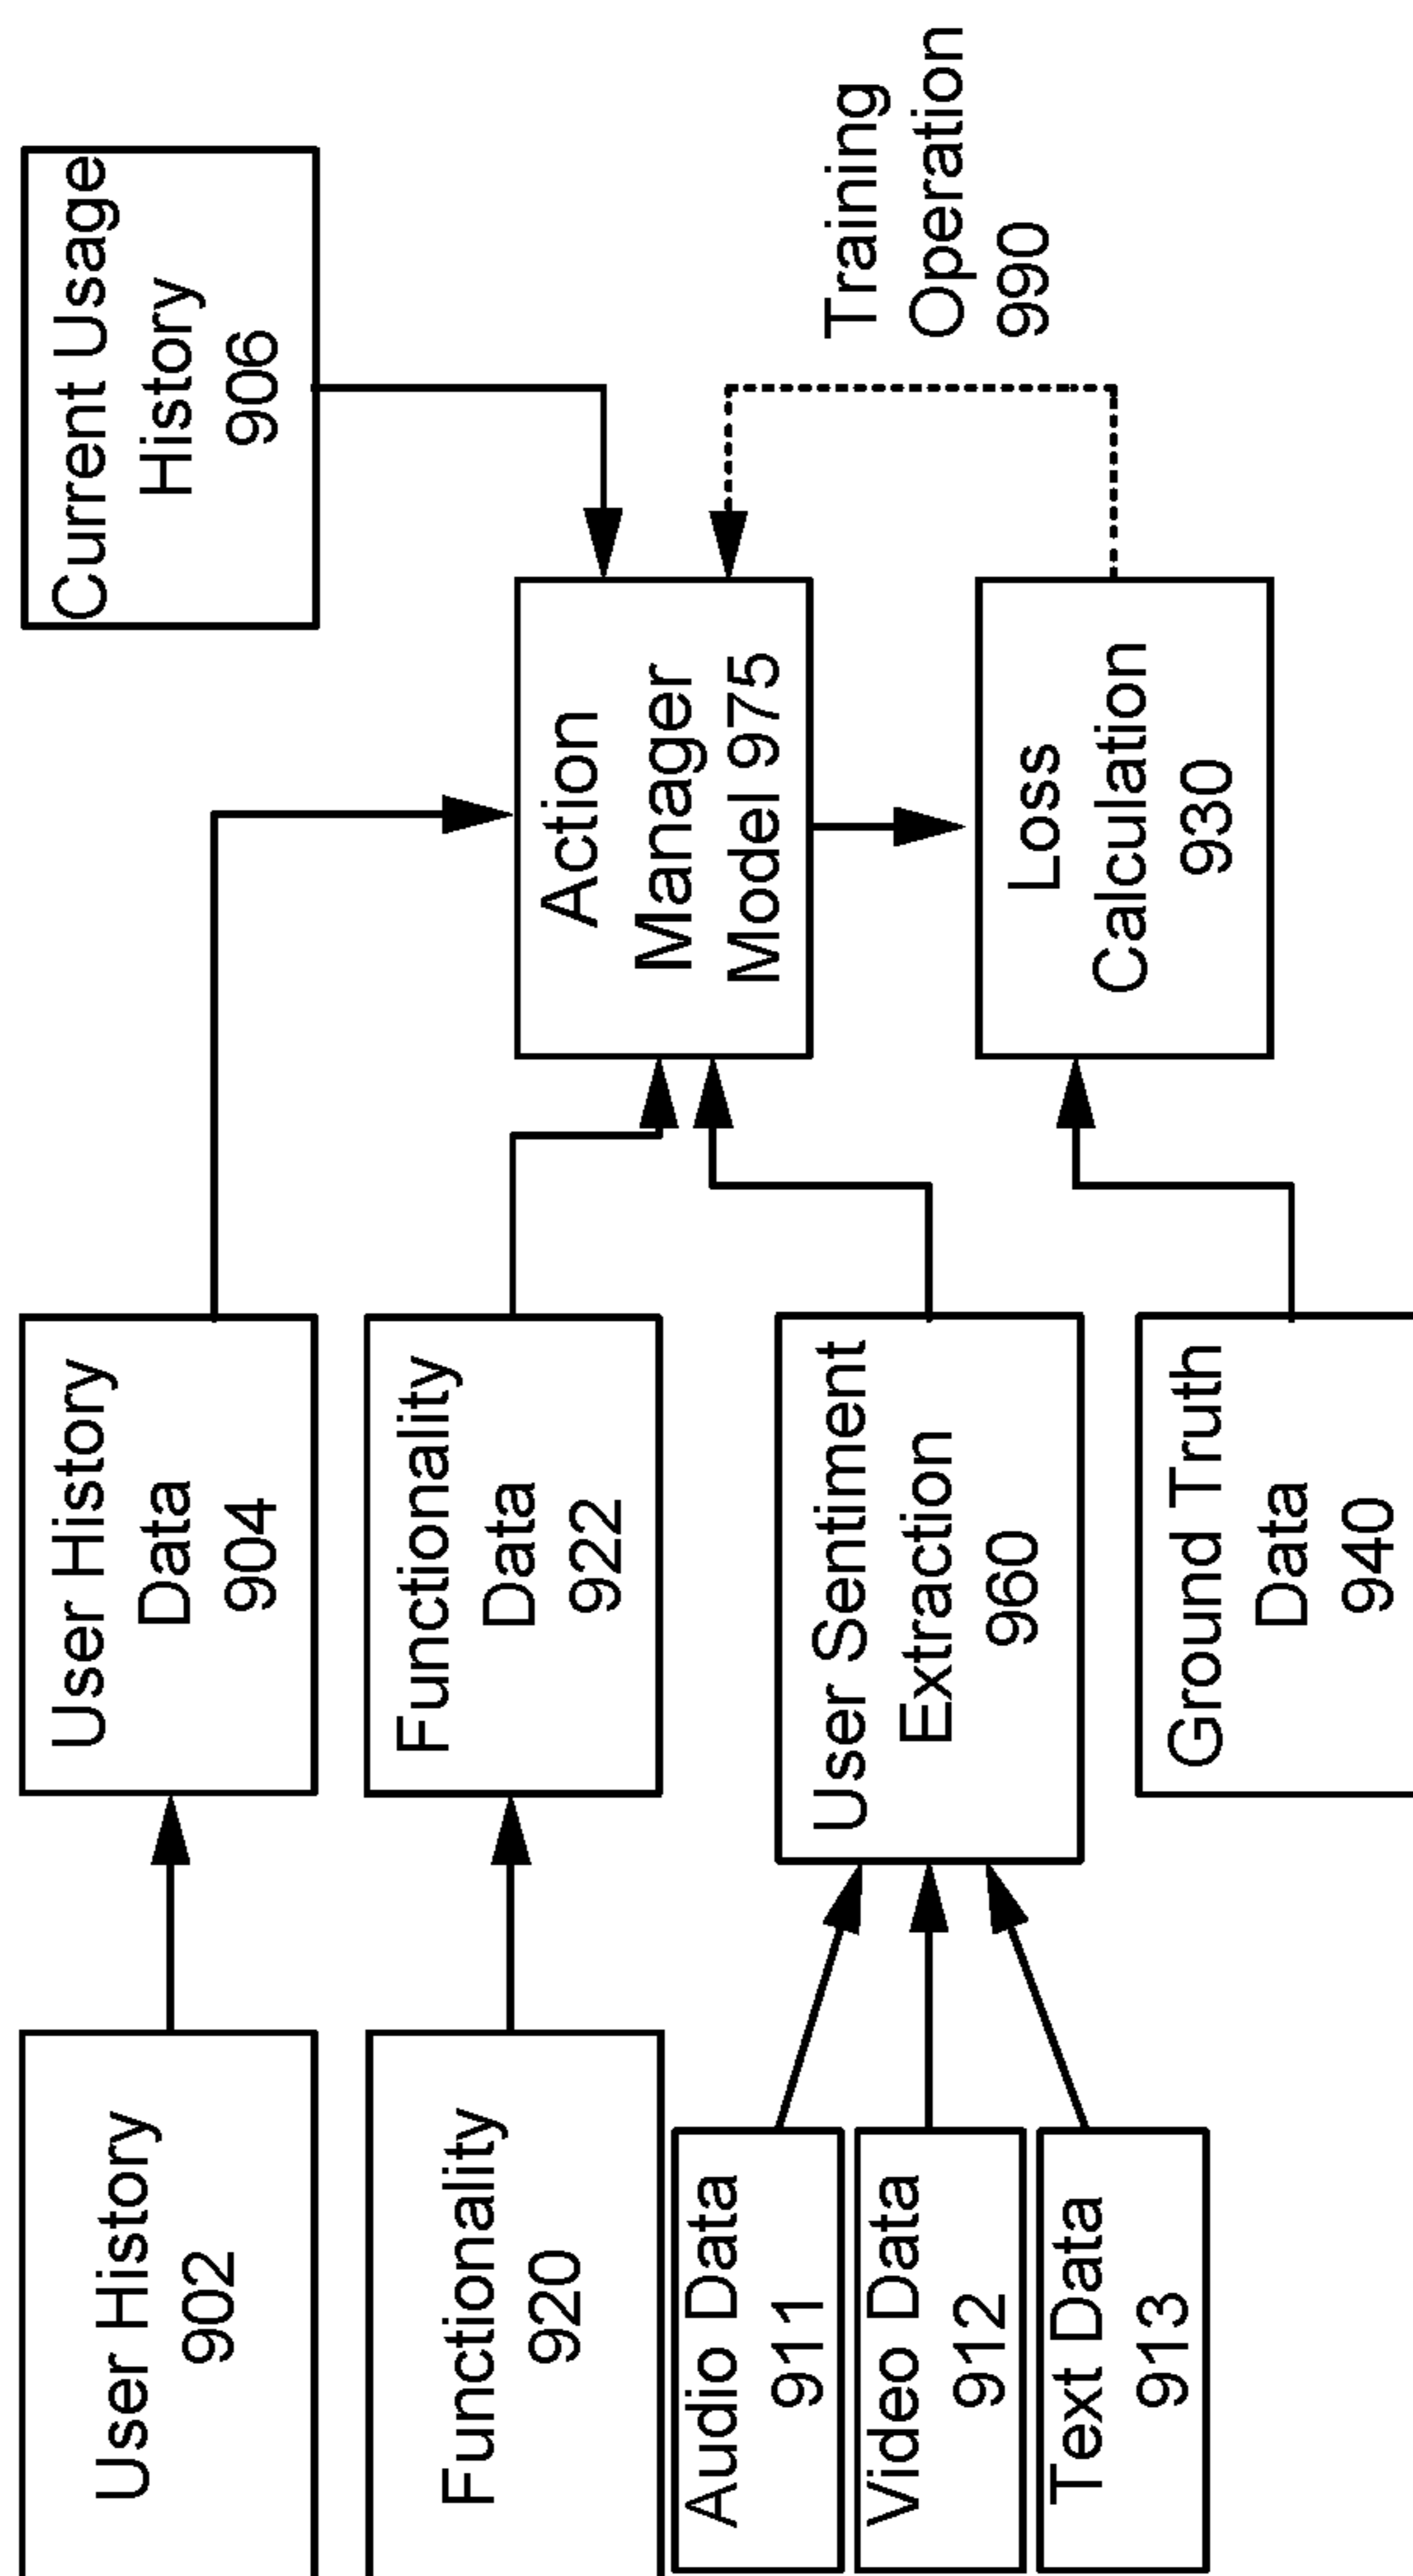 User History
902
User History
Data
904
Current Usage
History
906
Functionality
920
Functionality
Data
922
Action
Manager
Model 975
Training
Operation
990
Audio Data
911
Video Data
912
Text Data
913
User Sentiment
Extraction
960
Loss
Calculation
930
Ground Truth
Data
940